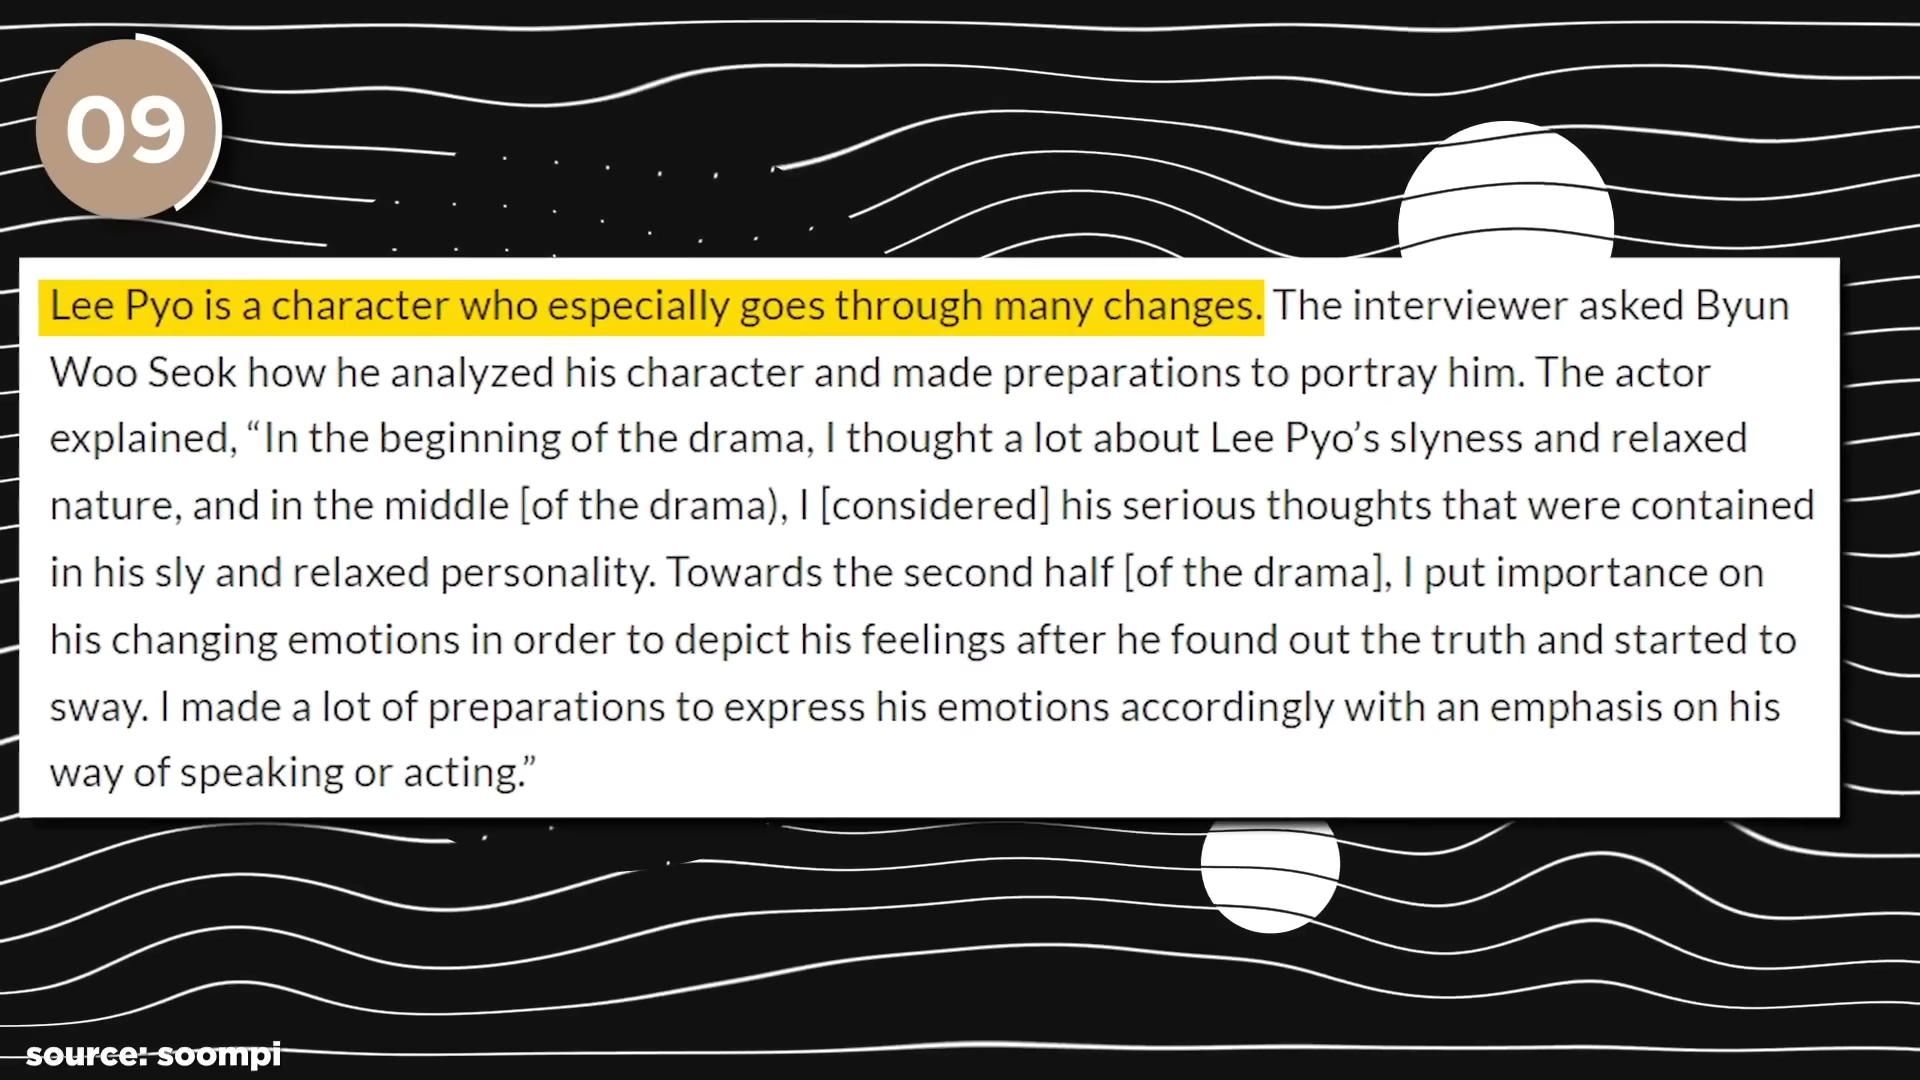 09
Lee Pyo is a character who especially goes through many changes. The interviewer asked Byun
Woo Seok how he analyzed his character and made preparations to portray him. The actor
explained, “In the beginning of the drama, I thought a lot about Lee Pyo’s slyness and relaxed
nature, and in the middle [of the drama), I [considered] his serious thoughts that were contained
in his sly and relaxed personality. Towards the second half [of the drama], I put importance on
his changing emotions in order to depict his feelings after he found out the truth and started to
sway. I made a lot of preparations to express his emotions accordingly with an emphasis on his
way of speaking or acting.”
source: soompi